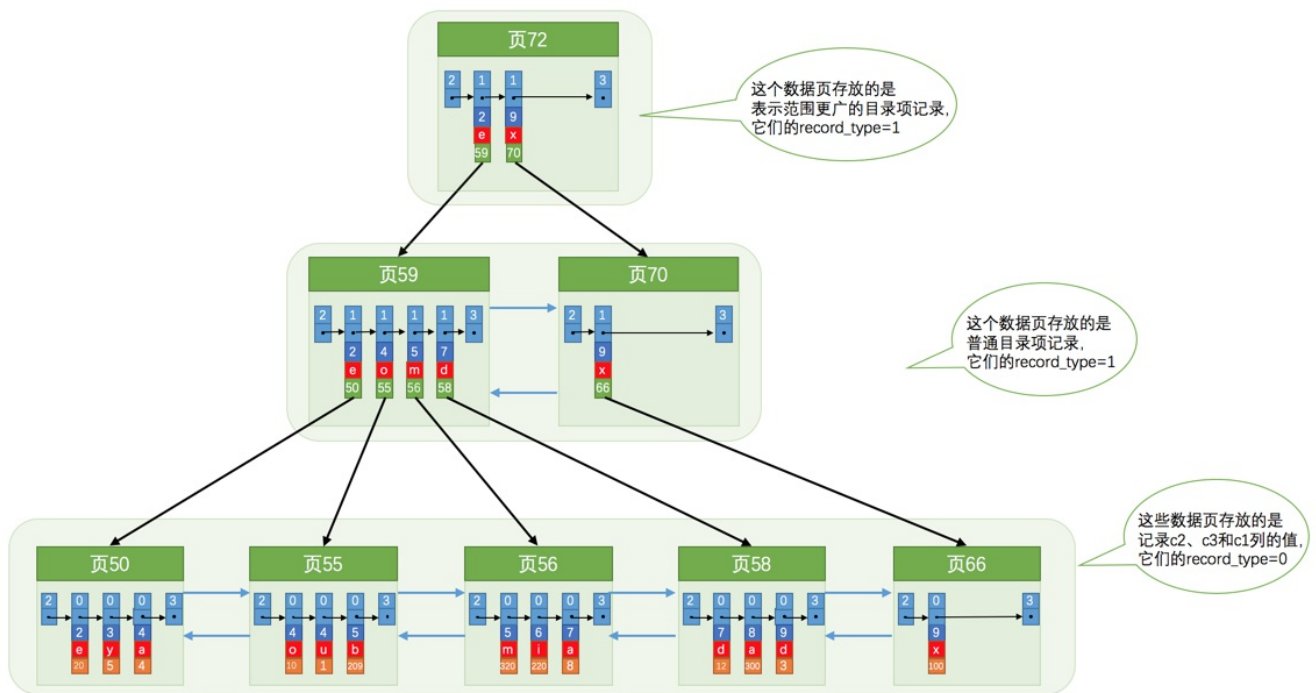 页72
2 1 1 3
2 9
e x
59 70
这个数据页存放的是
表示范围更广的目录项记录,
它们的record_type=1
页59 页70
2 1 1 1 1 3 2 1 3
2 4 5 7 9
e o m d x
50 55 56 58 66
这个数据页存放的是
普通目录项记录,
它们的record_type=1
这些数据页存放的是
记录c2、c3和c1列的值,
它们的record_type=0
页50 页55 页56 页58 页66
2 0 0 0 3 2 0 0 0 3 2 0 0 0 3 2 0 0 0 3 2 0 3
2 3 4 4 4 5 5 6 7 7 8 9 9
e y a o u b m i a d a d x
20 5 4 10 1 209 320 220 8 12 300 3 100